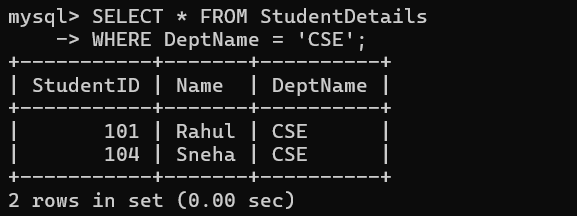 mysql> SELECT * FROM StudentDetails
    -> WHERE DeptName = 'CSE';
+-----------+-------+----------+
| StudentID | Name  | DeptName |
+-----------+-------+----------+
|       101 | Rahul | CSE      |
|       104 | Sneha | CSE      |
+-----------+-------+----------+
2 rows in set (0.00 sec)